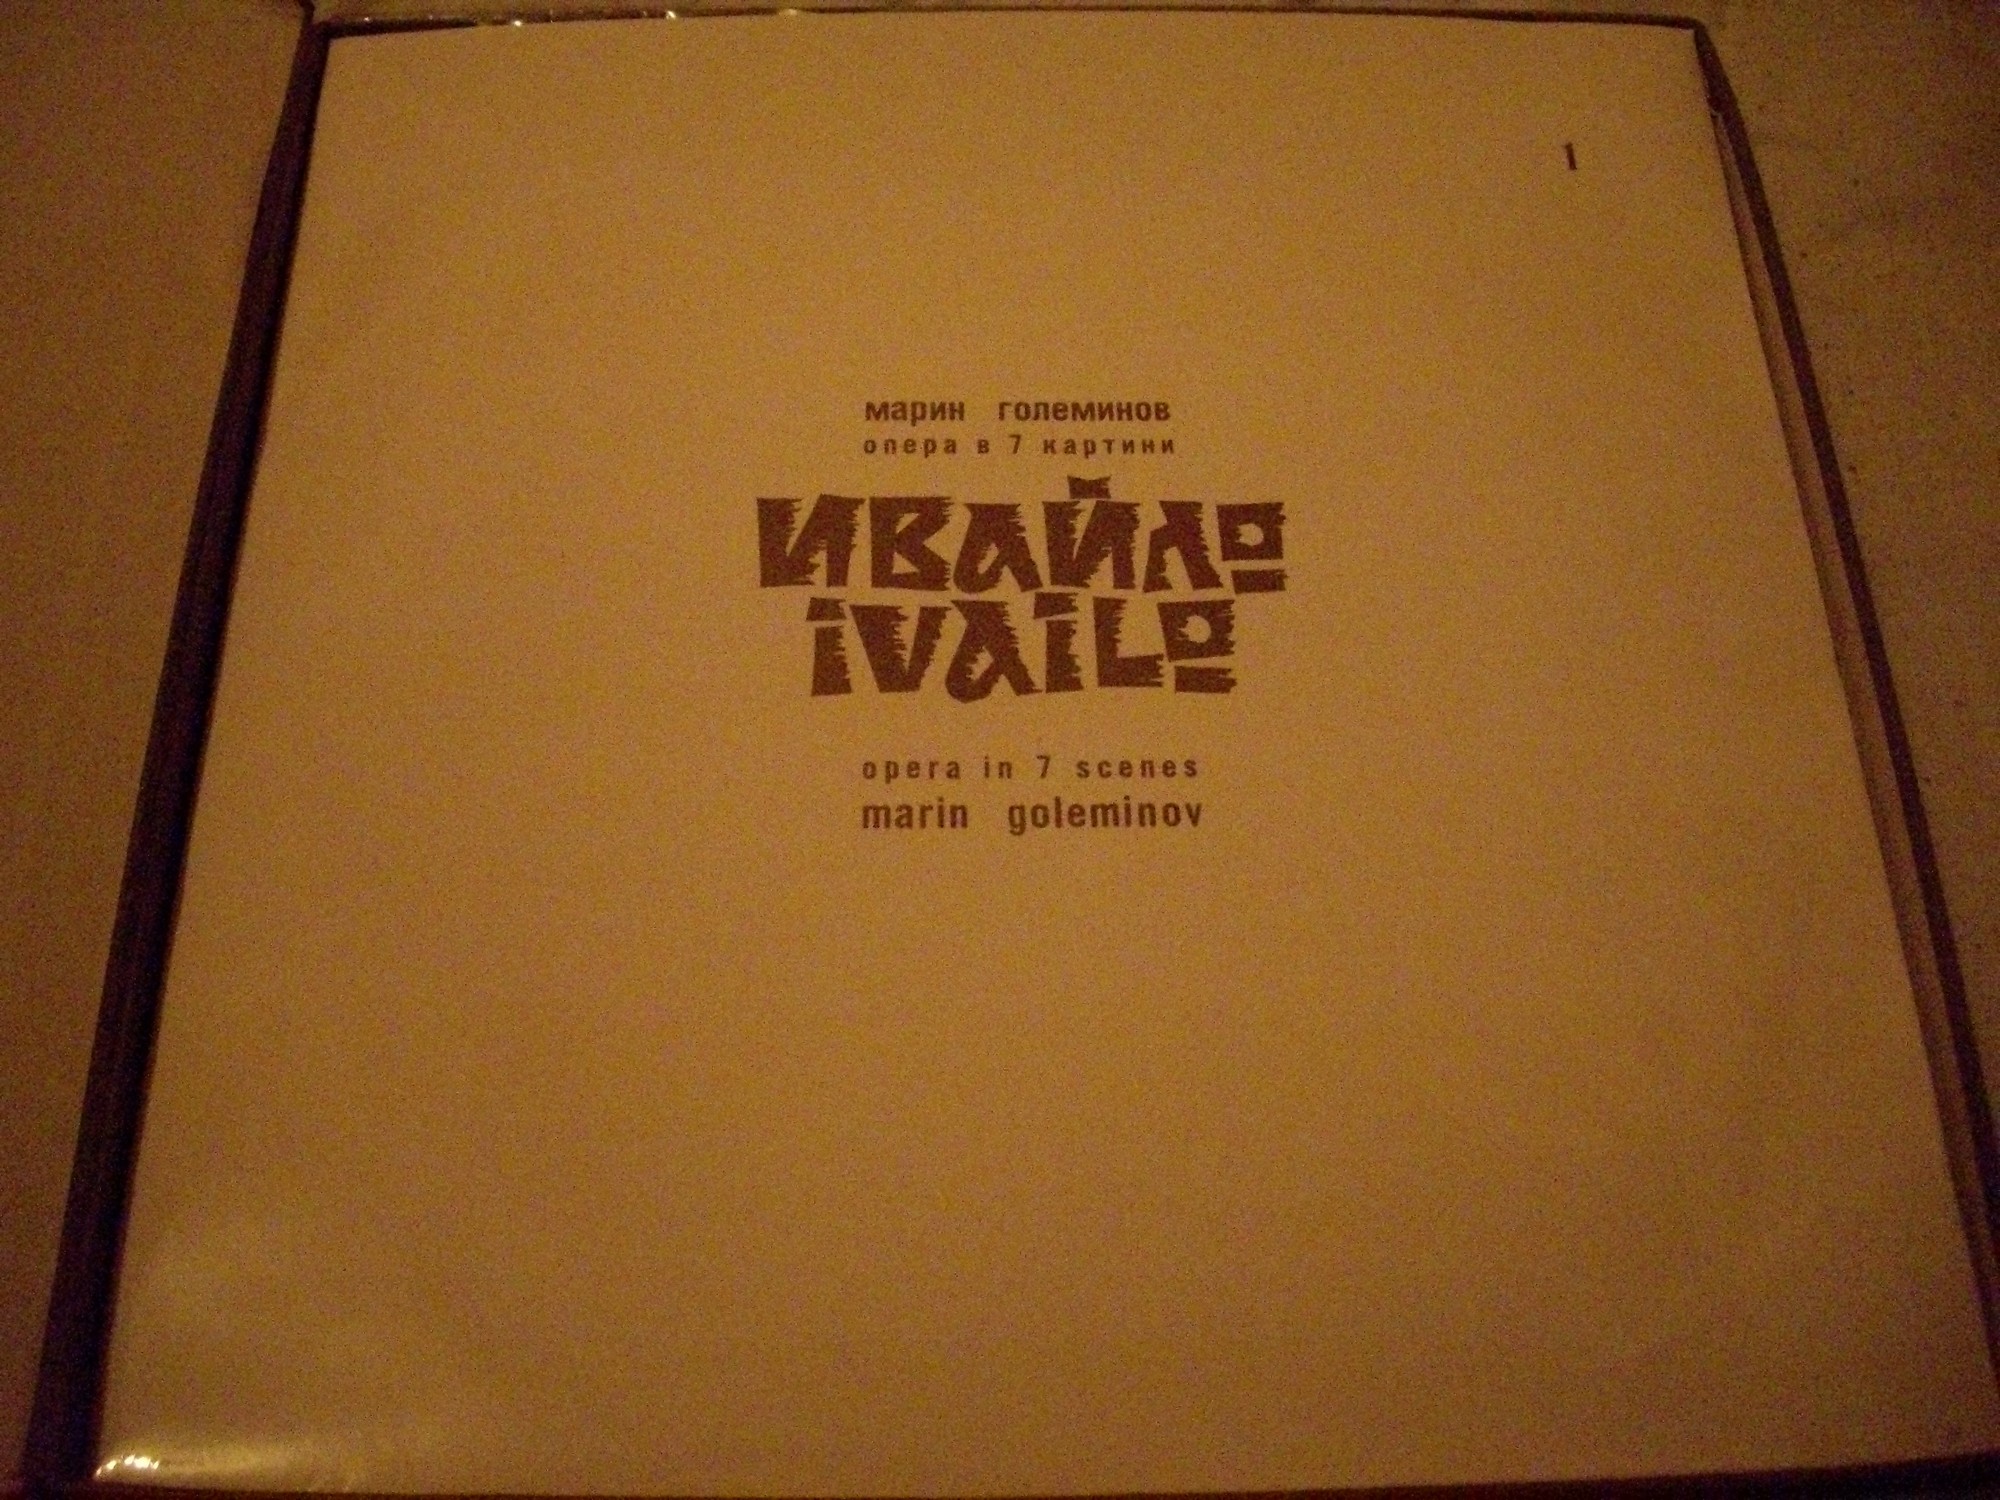 1
марин големинов
опера в 7 картини
ивайло
ivailo
opera in 7 scenes
marin goleminov